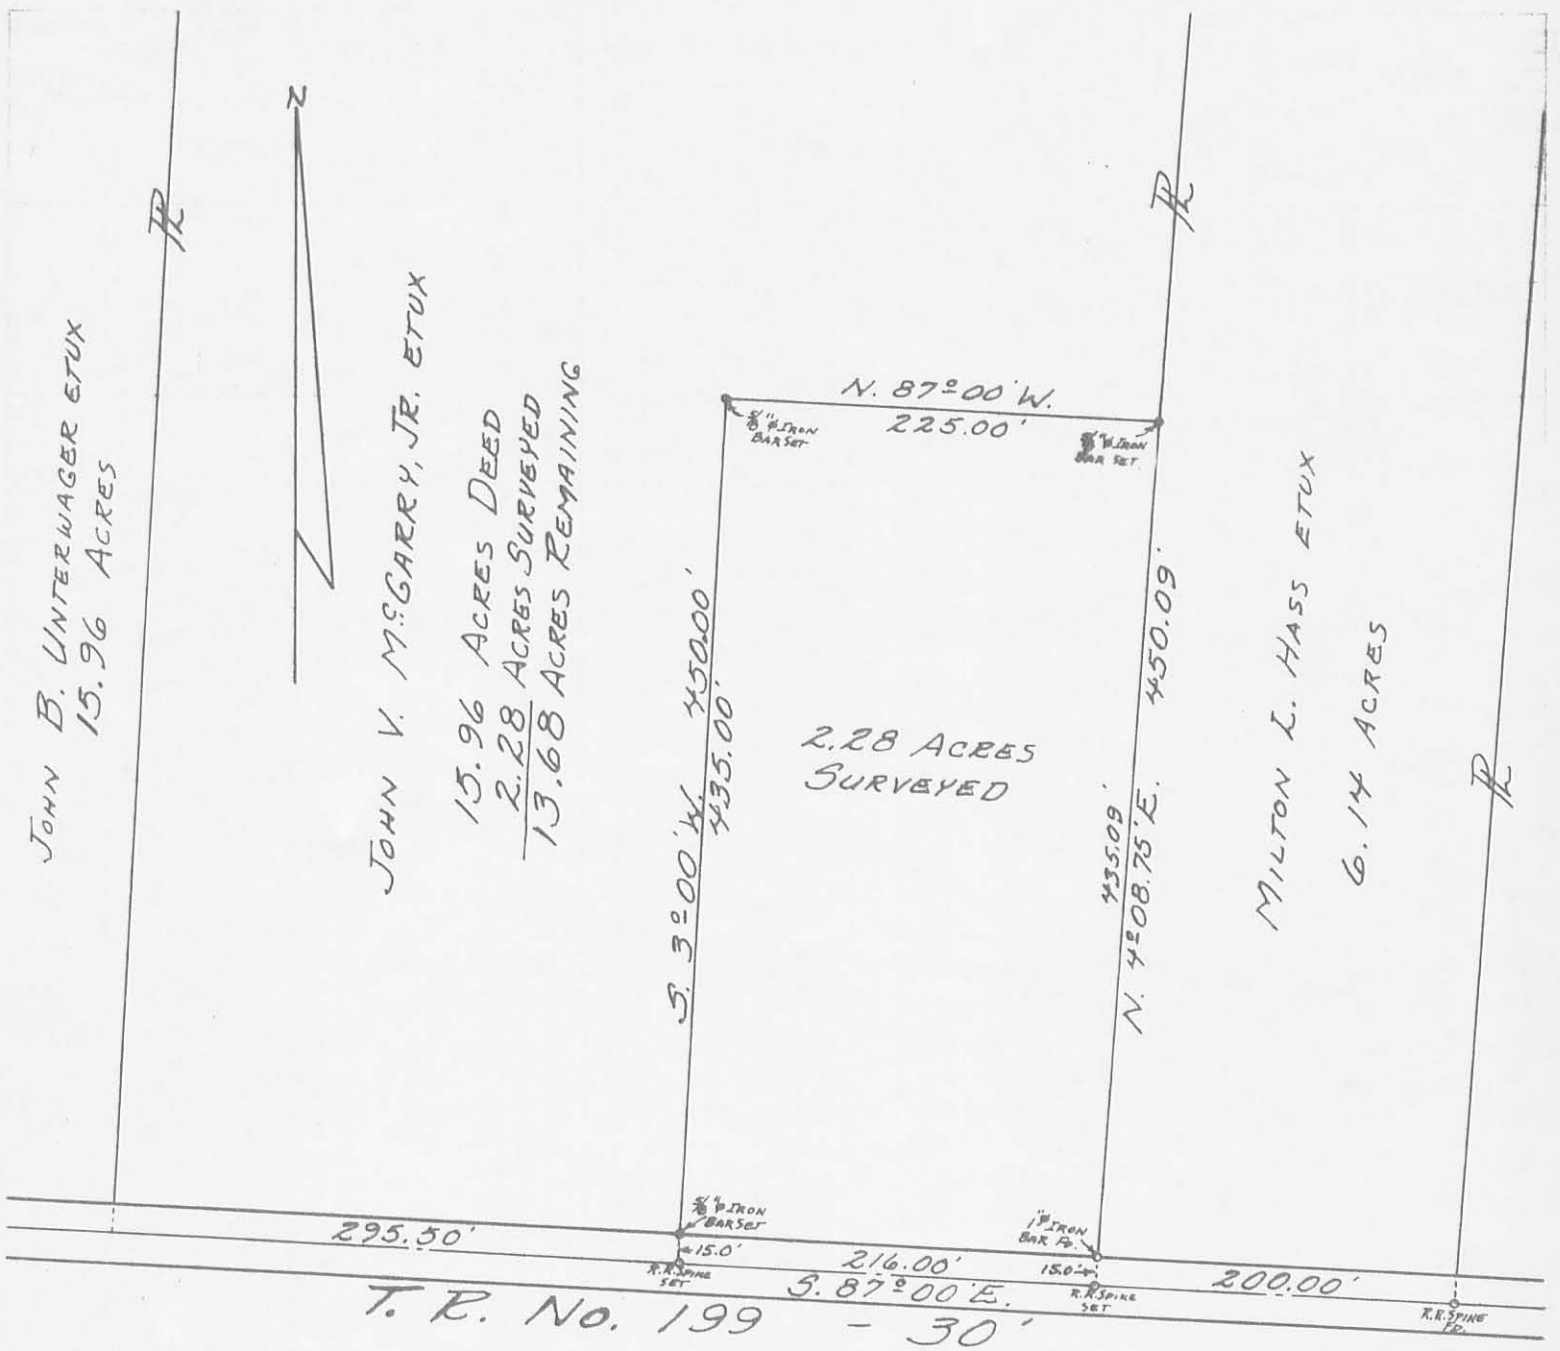 N
JOHN B. UNTERWAGER ETUX
15.96 ACRES
JOHN V. McGARRY, JR. ETUX
15.96 ACRES DEED
2.28 ACRES SURVEYED
13.68 ACRES REMAINING
PL
PL
PL
N. 87°00' W.
225.00'
5/8"φ IRON
BAR SET
5/8"φ IRON
BAR SET
S. 3°00' W. 450.00'
435.00'
2.28 ACRES
SURVEYED
435.09'
N. 4°08.75' E. 450.09'
MILTON L. HASS ETUX
6.14 ACRES
5/8"φ IRON
BAR SET
1"φ IRON
BAR FD.
295.50'
15.0'
216.00'
15.0'
200.00'
R.R. SPIKE
SET
S. 87°00' E.
R.R. SPIKE
SET
R.R. SPIKE
FD.
T. R. No. 199 - 30'